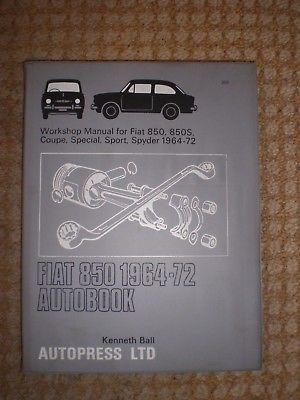 Workshop Manual for Fiat 850, 850S,
Coupe, Special, Sport, Spyder 1964-72
FIAT 850 1964-72
AUTOBOOK
Kenneth Ball
AUTOPRESS LTD